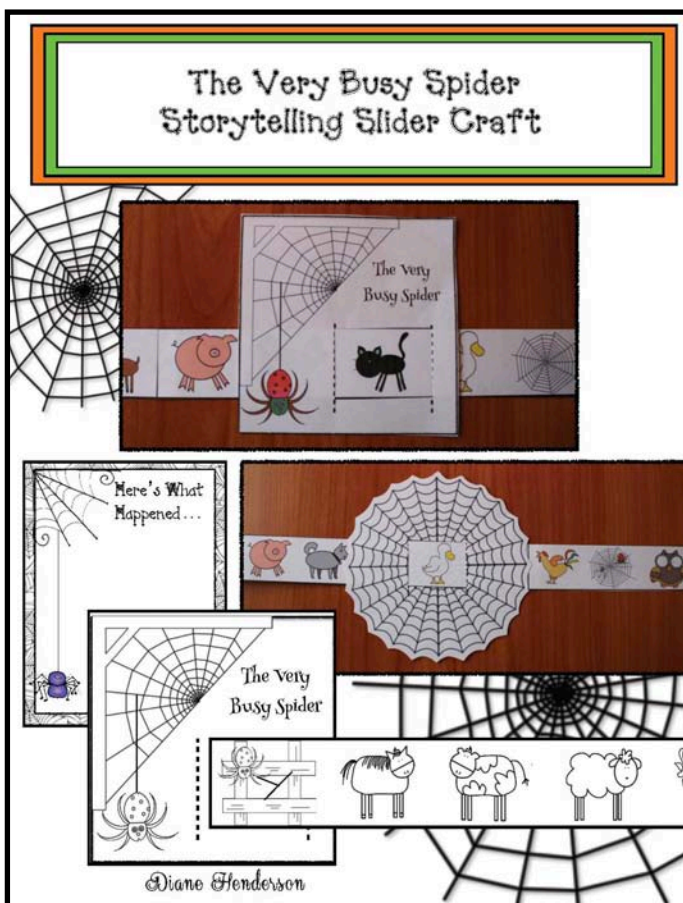 The Very Busy Spider
Storytelling Slider Craft
The Very
Busy Spider
Here's What
Happened...
The Very
Busy Spider
Diane Henderson